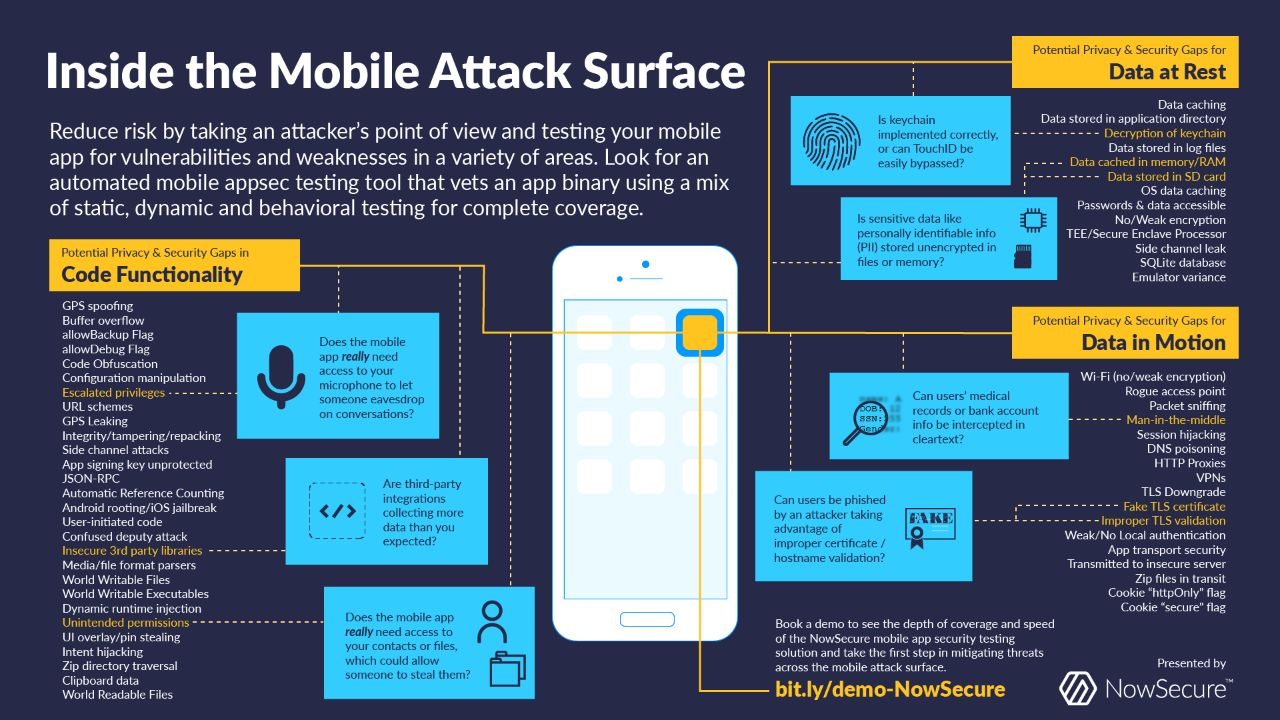 Inside the Mobile Attack Surface
Reduce risk by taking an attacker’s point of view and testing your mobile
app for vulnerabilities and weaknesses in a variety of areas. Look for an
automated mobile appsec testing tool that vets an app binary using a mix
of static, dynamic and behavioral testing for complete coverage.
Potential Privacy & Security Gaps in
Code Functionality
GPS spoofing
Buffer overflow
allowBackup Flag
allowDebug Flag
Code Obfuscation
Configuration manipulation
Escalated privileges
URL schemes
GPS Leaking
Integrity/tampering/repacking
Side channel attacks
App signing key unprotected
JSON-RPC
Automatic Reference Counting
Android rooting/iOS jailbreak
User-initiated code
Confused deputy attack
Insecure 3rd party libraries
Media/file format parsers
World Writable Files
World Writable Executables
Dynamic runtime injection
Unintended permissions
UI overlay/pin stealing
Intent hijacking
Zip directory traversal
Clipboard data
World Readable Files
Does the mobile
app really need
access to your
microphone to let
someone eavesdrop
on conversations?
Are third-party
integrations
collecting more
data than you
expected?
</>
Does the mobile app
really need access to
your contacts or files,
which could allow
someone to steal them?
Potential Privacy & Security Gaps for
Data at Rest
Data caching
Data stored in application directory
Decryption of keychain
Data stored in log files
Data cached in memory/RAM
Data stored in SD card
OS data caching
Passwords & data accessible
No/Weak encryption
TEE/Secure Enclave Processor
Side channel leak
SQLite database
Emulator variance
Is keychain
implemented correctly,
or can TouchID be
easily bypassed?
Is sensitive data like
personally identifiable info
(PII) stored unencrypted in
files or memory?
Potential Privacy & Security Gaps for
Data in Motion
Wi-Fi (no/weak encryption)
Rogue access point
Packet sniffing
Man-in-the-middle
Session hijacking
DNS poisoning
HTTP Proxies
VPNs
TLS Downgrade
Fake TLS certificate
Improper TLS validation
Weak/No Local authentication
App transport security
Transmitted to insecure server
Zip files in transit
Cookie “httpOnly” flag
Cookie “secure” flag
DOB: 12
SSN:
Can users’ medical
records or bank account
info be intercepted in
cleartext?
Can users be phished
by an attacker taking
advantage of
improper certificate /
hostname validation?
FAKE
Book a demo to see the depth of coverage and speed
of the NowSecure mobile app security testing
solution and take the first step in mitigating threats
across the mobile attack surface.
bit.ly/demo-NowSecure
Presented by
NowSecure™